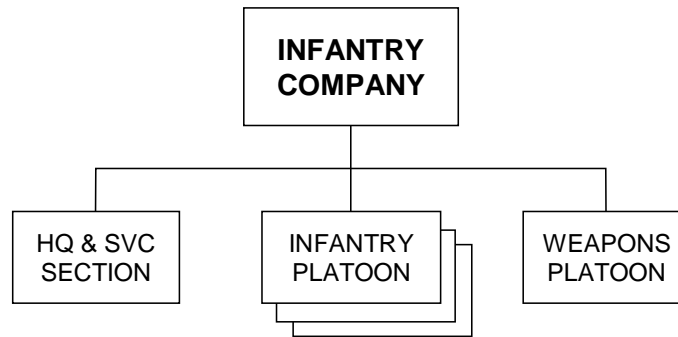 INFANTRY
COMPANY
HQ & SVC
SECTION
INFANTRY
PLATOON
WEAPONS
PLATOON